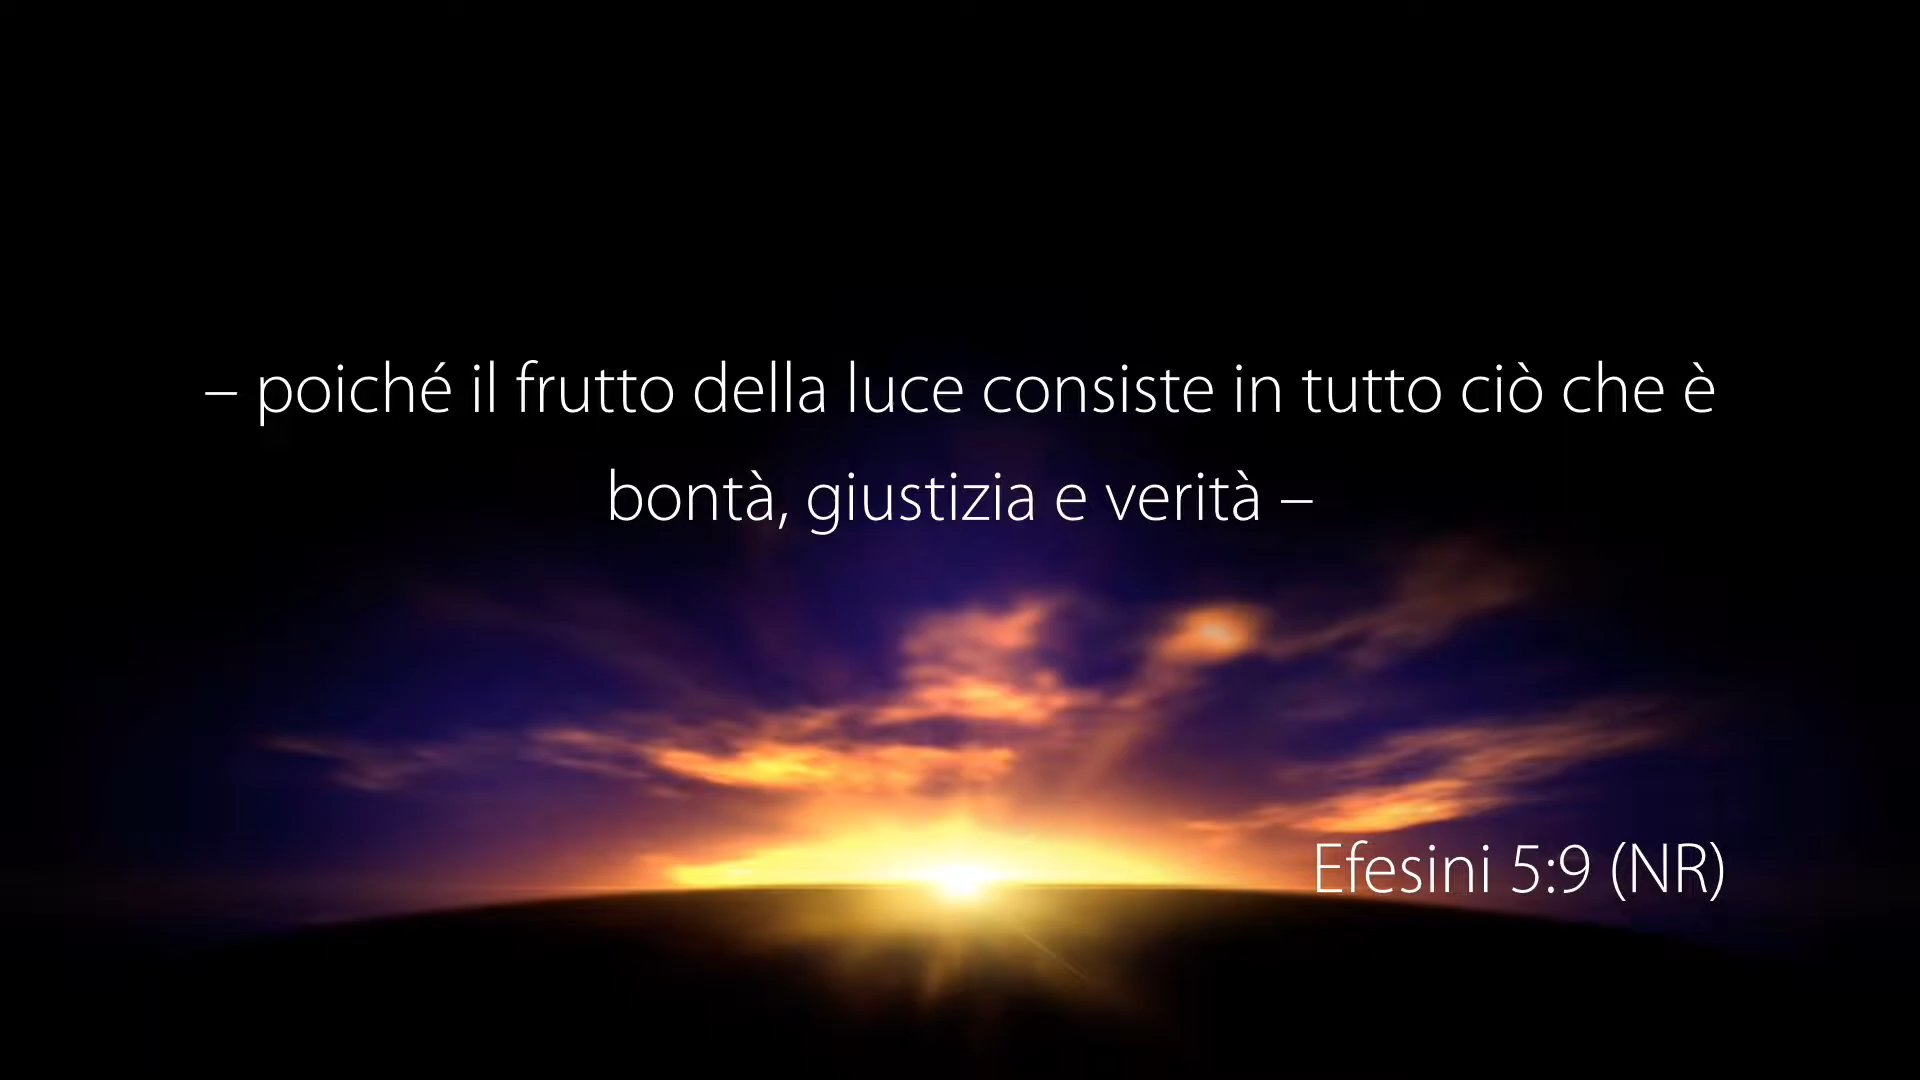 – poiché il frutto della luce consiste in tutto ciò che è
bontà, giustizia e verità –
Efesini 5:9 (NR)